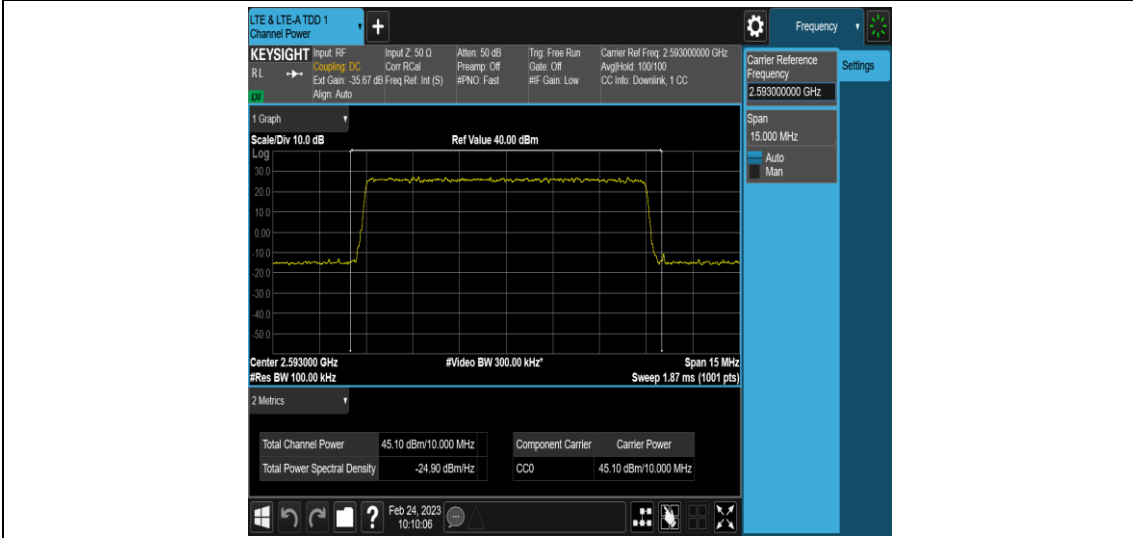 LTE & LTE-A TDD 1
Channel Power
Frequency
KEYSIGHT
RL
LXI
Input: RF
Coupling: DC
Ext Gain: -35.67 dB
Align: Auto
Input Z: 50 Ω
Corr RCal
Freq Ref: Int (S)
Atten: 50 dB
Preamp: Off
#PNO: Fast
Trig: Free Run
Gate: Off
#IF Gain: Low
Carrier Ref Freq: 2.593000000 GHz
Avg|Hold: 100/100
CC Info: Downlink, 1 CC
Carrier Reference
Frequency
2.593000000 GHz
Settings
Span
15.000 MHz
Auto
Man
1 Graph
Scale/Div 10.0 dB
Ref Value 40.00 dBm
Log
30.0
20.0
10.0
0.00
-10.0
-20.0
-30.0
-40.0
-50.0
Center 2.593000 GHz
#Video BW 300.00 kHz*
Span 15 MHz
#Res BW 100.00 kHz
Sweep 1.87 ms (1001 pts)
2 Metrics
Total Channel Power 45.10 dBm/10.000 MHz
Total Power Spectral Density -24.90 dBm/Hz
Component Carrier Carrier Power
CC0 45.10 dBm/10.000 MHz
?
Feb 24, 2023
10:10:06